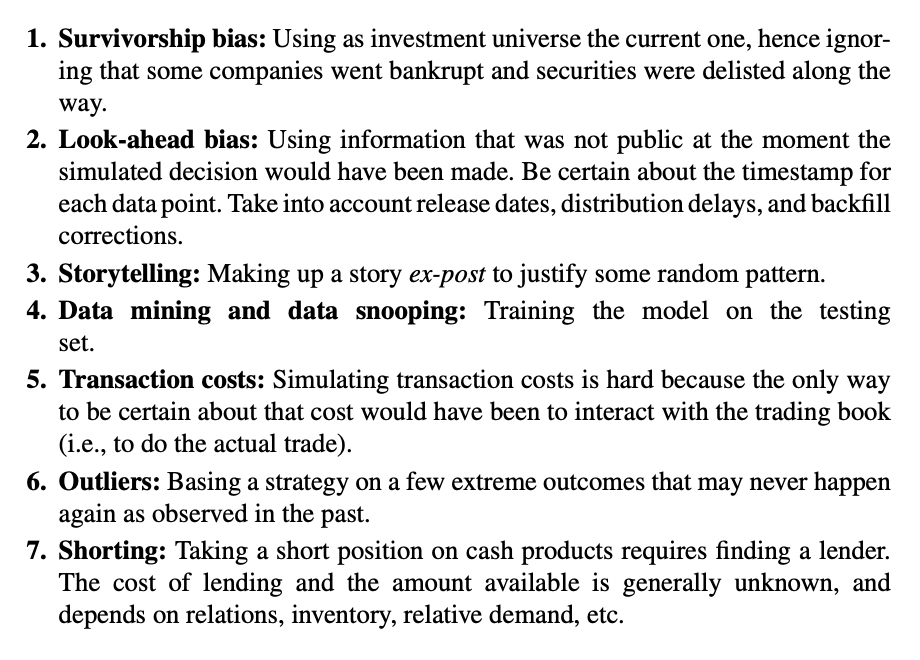 1. Survivorship bias: Using as investment universe the current one, hence ignor-
ing that some companies went bankrupt and securities were delisted along the
way.
2. Look-ahead bias: Using information that was not public at the moment the
simulated decision would have been made. Be certain about the timestamp for
each data point. Take into account release dates, distribution delays, and backfill
corrections.
3. Storytelling: Making up a story ex-post to justify some random pattern.
4. Data mining and data snooping: Training the model on the testing
set.
5. Transaction costs: Simulating transaction costs is hard because the only way
to be certain about that cost would have been to interact with the trading book
(i.e., to do the actual trade).
6. Outliers: Basing a strategy on a few extreme outcomes that may never happen
again as observed in the past.
7. Shorting: Taking a short position on cash products requires finding a lender.
The cost of lending and the amount available is generally unknown, and
depends on relations, inventory, relative demand, etc.